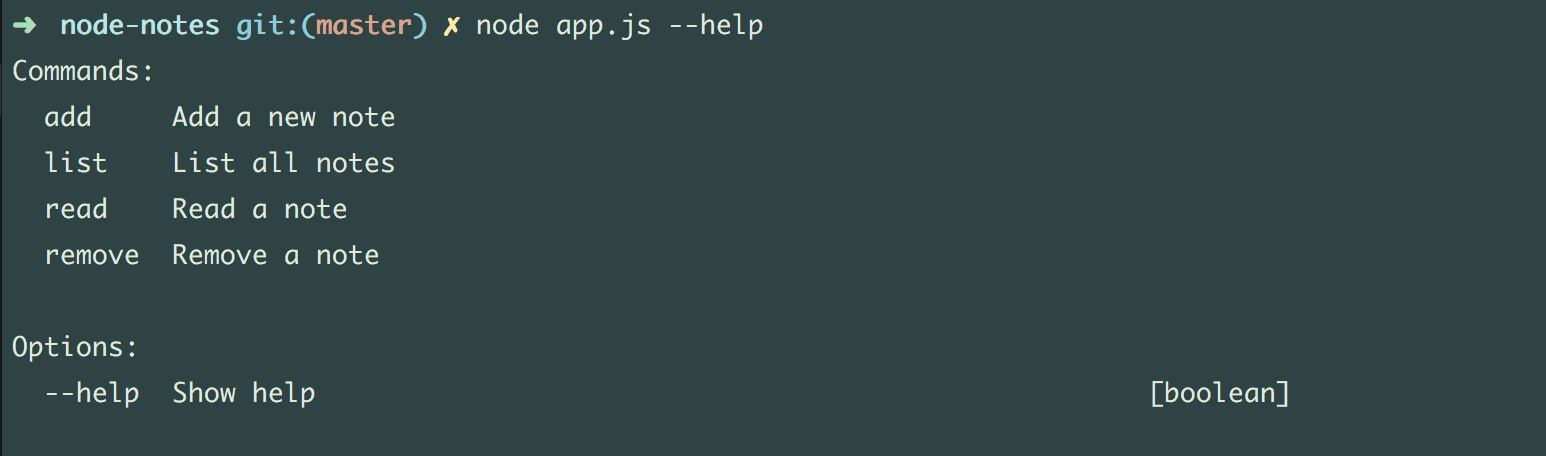 ➜ node-notes git:(master) ✗ node app.js --help
Commands:
  add     Add a new note
  list    List all notes
  read    Read a note
  remove  Remove a note

Options:
  --help  Show help                                                    [boolean]